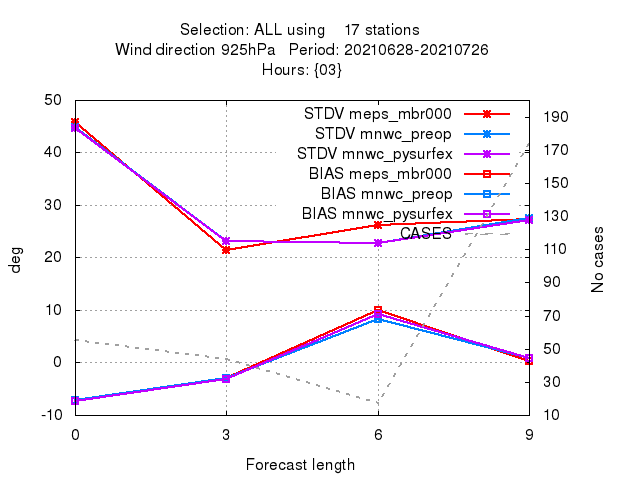 Selection: ALL using 17 stations
Wind direction 925hPa Period: 20210628-20210726
Hours: {03}
50
40
30
20
10
0
-10
deg
STDV meps_mbr000
STDV mnwc_preop
STDV mnwc_pysurfex
BIAS meps_mbr000
BIAS mnwc_preop
BIAS mnwc_pysurfex
CASES
190
170
150
130
110
90
70
50
30
10
No cases
0 3 6 9
Forecast length